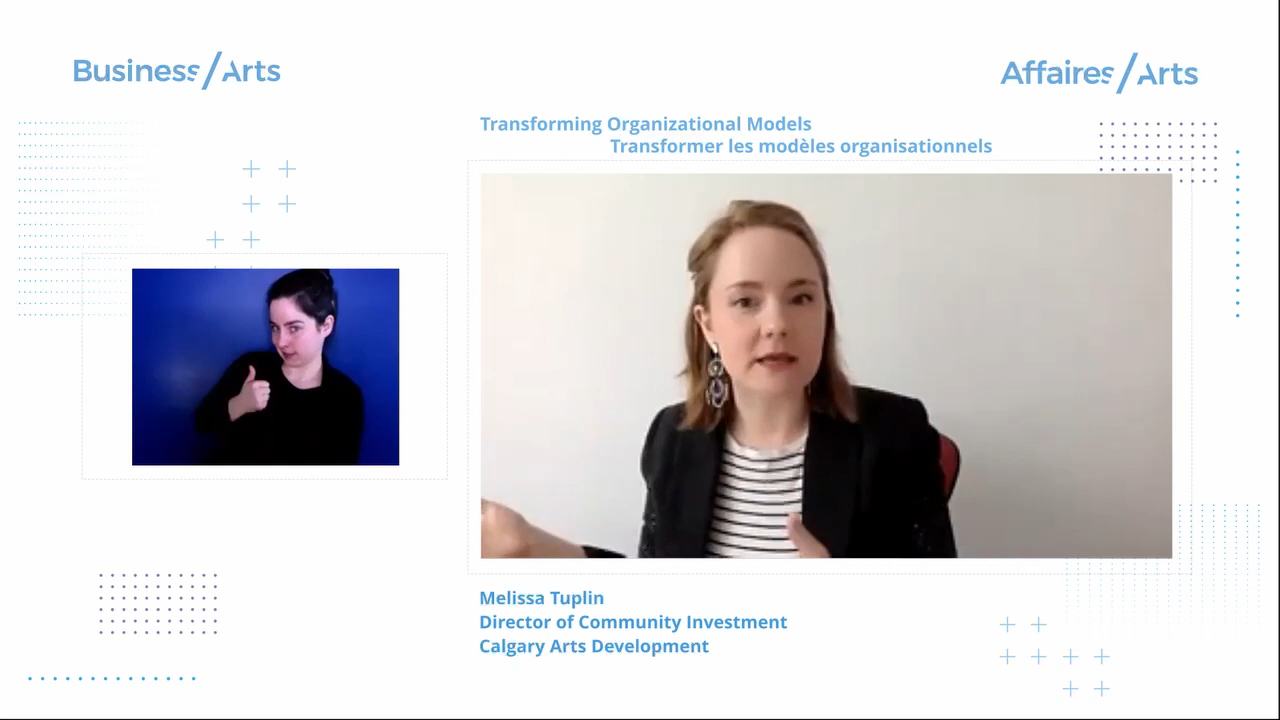 Business/Arts
Affaires/Arts
Transforming Organizational Models
Transformer les modèles organisationnels
Melissa Tuplin
Director of Community Investment
Calgary Arts Development